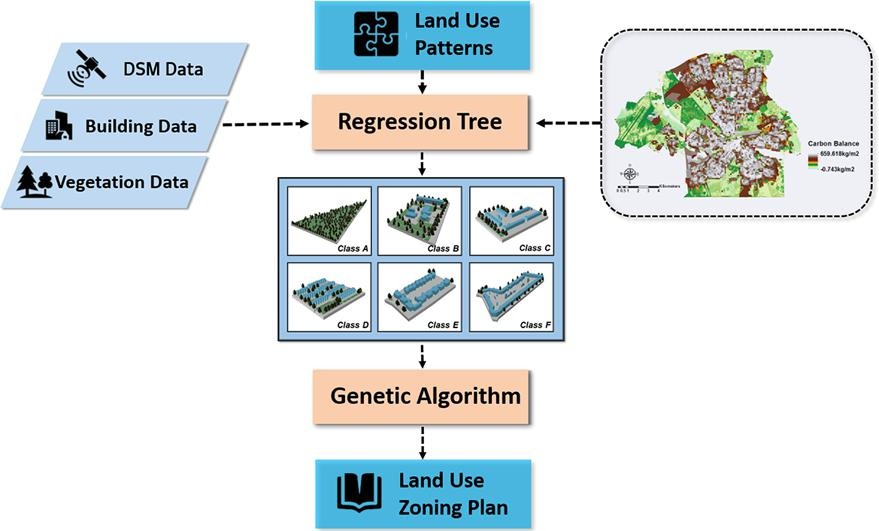 Land Use
Patterns
DSM Data
Building Data
Vegetation Data
Regression Tree
Carbon Balance
659.618kg/m2
-0.743kg/m2
Kilometers
0 0.5 1 2 3 4
Class A
Class B
Class C
Class D
Class E
Class F
Genetic Algorithm
Land Use
Zoning Plan